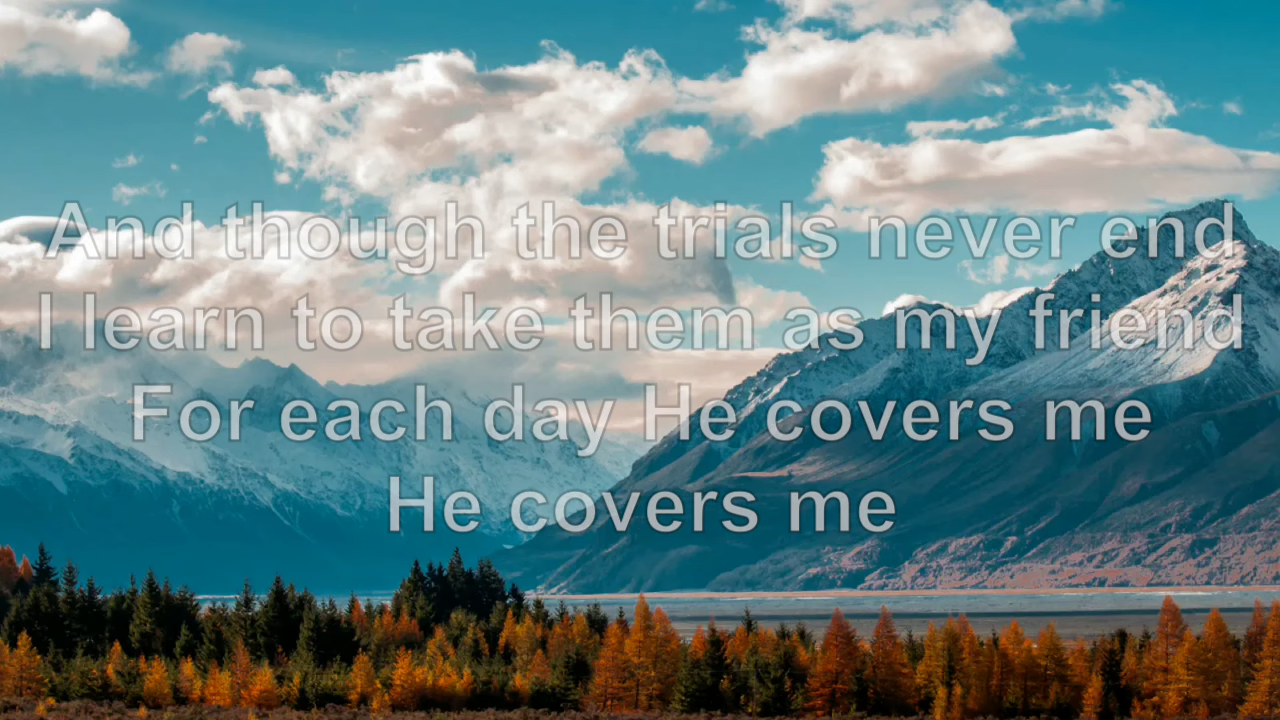 And though the trials never end
I learn to take them as my friend
For each day He covers me
He covers me